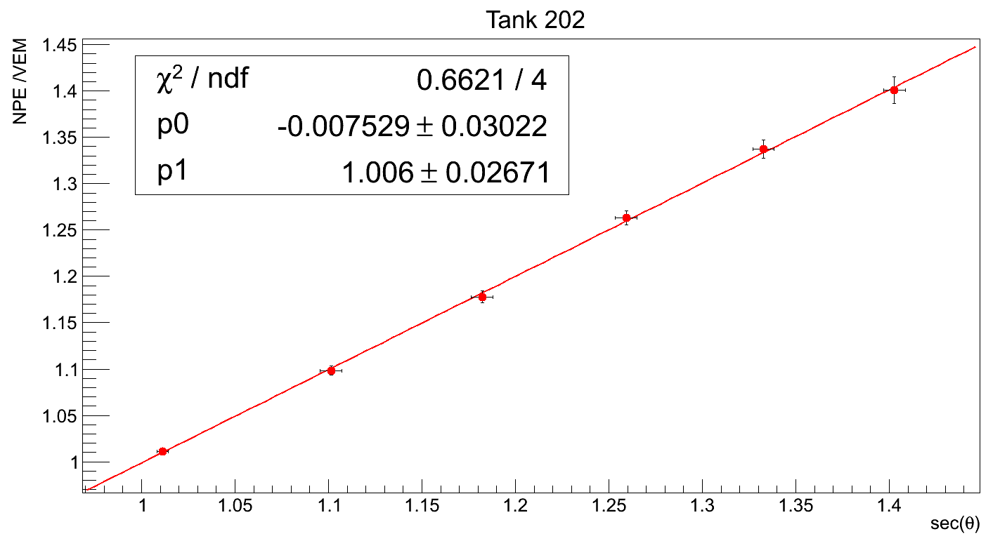 Tank 202
NPE /VEM
1.45
1.4
1.35
1.3
1.25
1.2
1.15
1.1
1.05
1
χ² / ndf 0.6621 / 4
p0 -0.007529 ± 0.03022
p1 1.006 ± 0.02671
1 1.05 1.1 1.15 1.2 1.25 1.3 1.35 1.4
sec(θ)